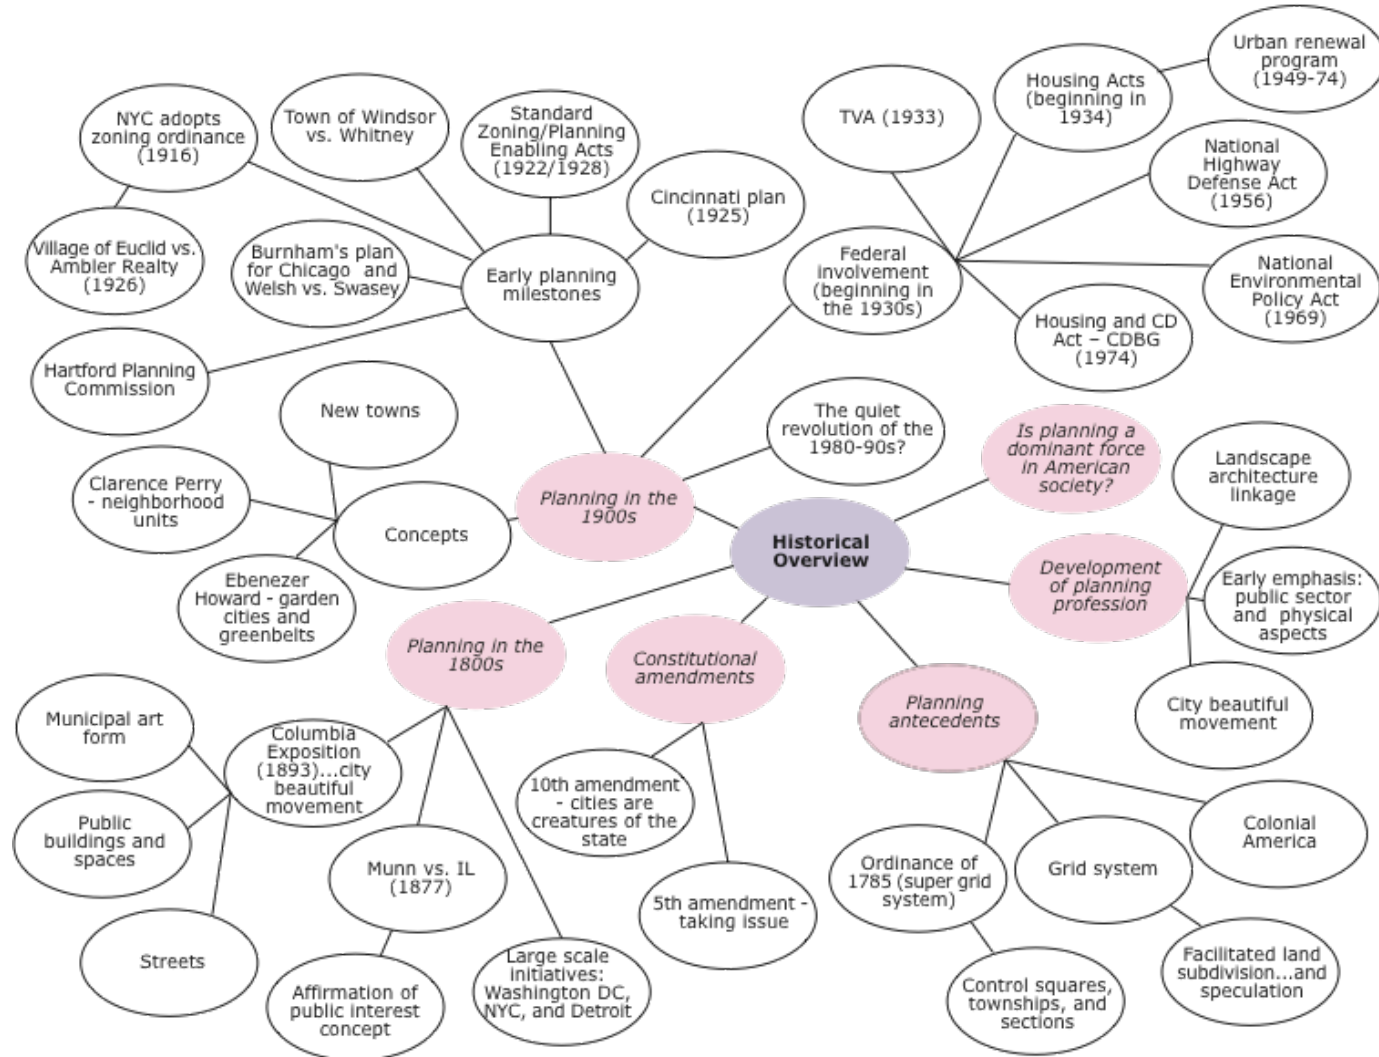 Urban renewal
program
(1949-74)
Housing Acts
(beginning in
1934)
TVA (1933)
NYC adopts
zoning ordinance
(1916)
Town of Windsor
vs. Whitney
Standard
Zoning/Planning
Enabling Acts
(1922/1928)
National
Highway
Defense Act
(1956)
Cincinnati plan
(1925)
Village of Euclid vs.
Ambler Realty
(1926)
Burnham's plan
for Chicago and
Welsh vs. Swasey
Early planning
milestones
Federal
involvement
(beginning in
the 1930s)
National
Environmental
Policy Act
(1969)
Housing and CD
Act – CDBG
(1974)
Hartford Planning
Commission
New towns
The quiet
revolution of the
1980-90s?
Is planning a
dominant force
in American
society?
Landscape
architecture
linkage
Clarence Perry
- neighborhood
units
Planning in the
1900s
Concepts
Historical
Overview
Development
of planning
profession
Early emphasis:
public sector
and physical
aspects
Ebenezer
Howard - garden
cities and
greenbelts
Planning in the
1800s
Constitutional
amendments
Planning
antecedents
City beautiful
movement
Municipal art
form
Columbia
Exposition
(1893)...city
beautiful
movement
10th amendment
- cities are
creatures of the
state
Public
buildings and
spaces
Munn vs. IL
(1877)
Ordinance of
1785 (super grid
system)
Grid system
Colonial
America
5th amendment -
taking issue
Streets
Large scale
initiatives:
Washington DC,
NYC, and Detroit
Affirmation of
public interest
concept
Control squares,
townships, and
sections
Facilitated land
subdivision...and
speculation